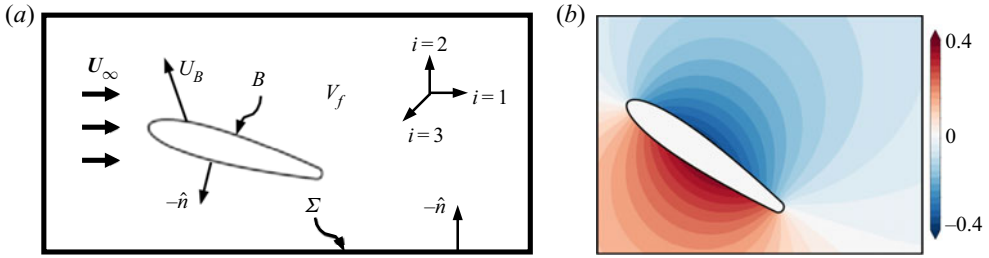 (a)
U∞
U_B
B
V_f
i = 2
i = 1
i = 3
−n̂
Σ
−n̂
(b)
0.4
0
−0.4